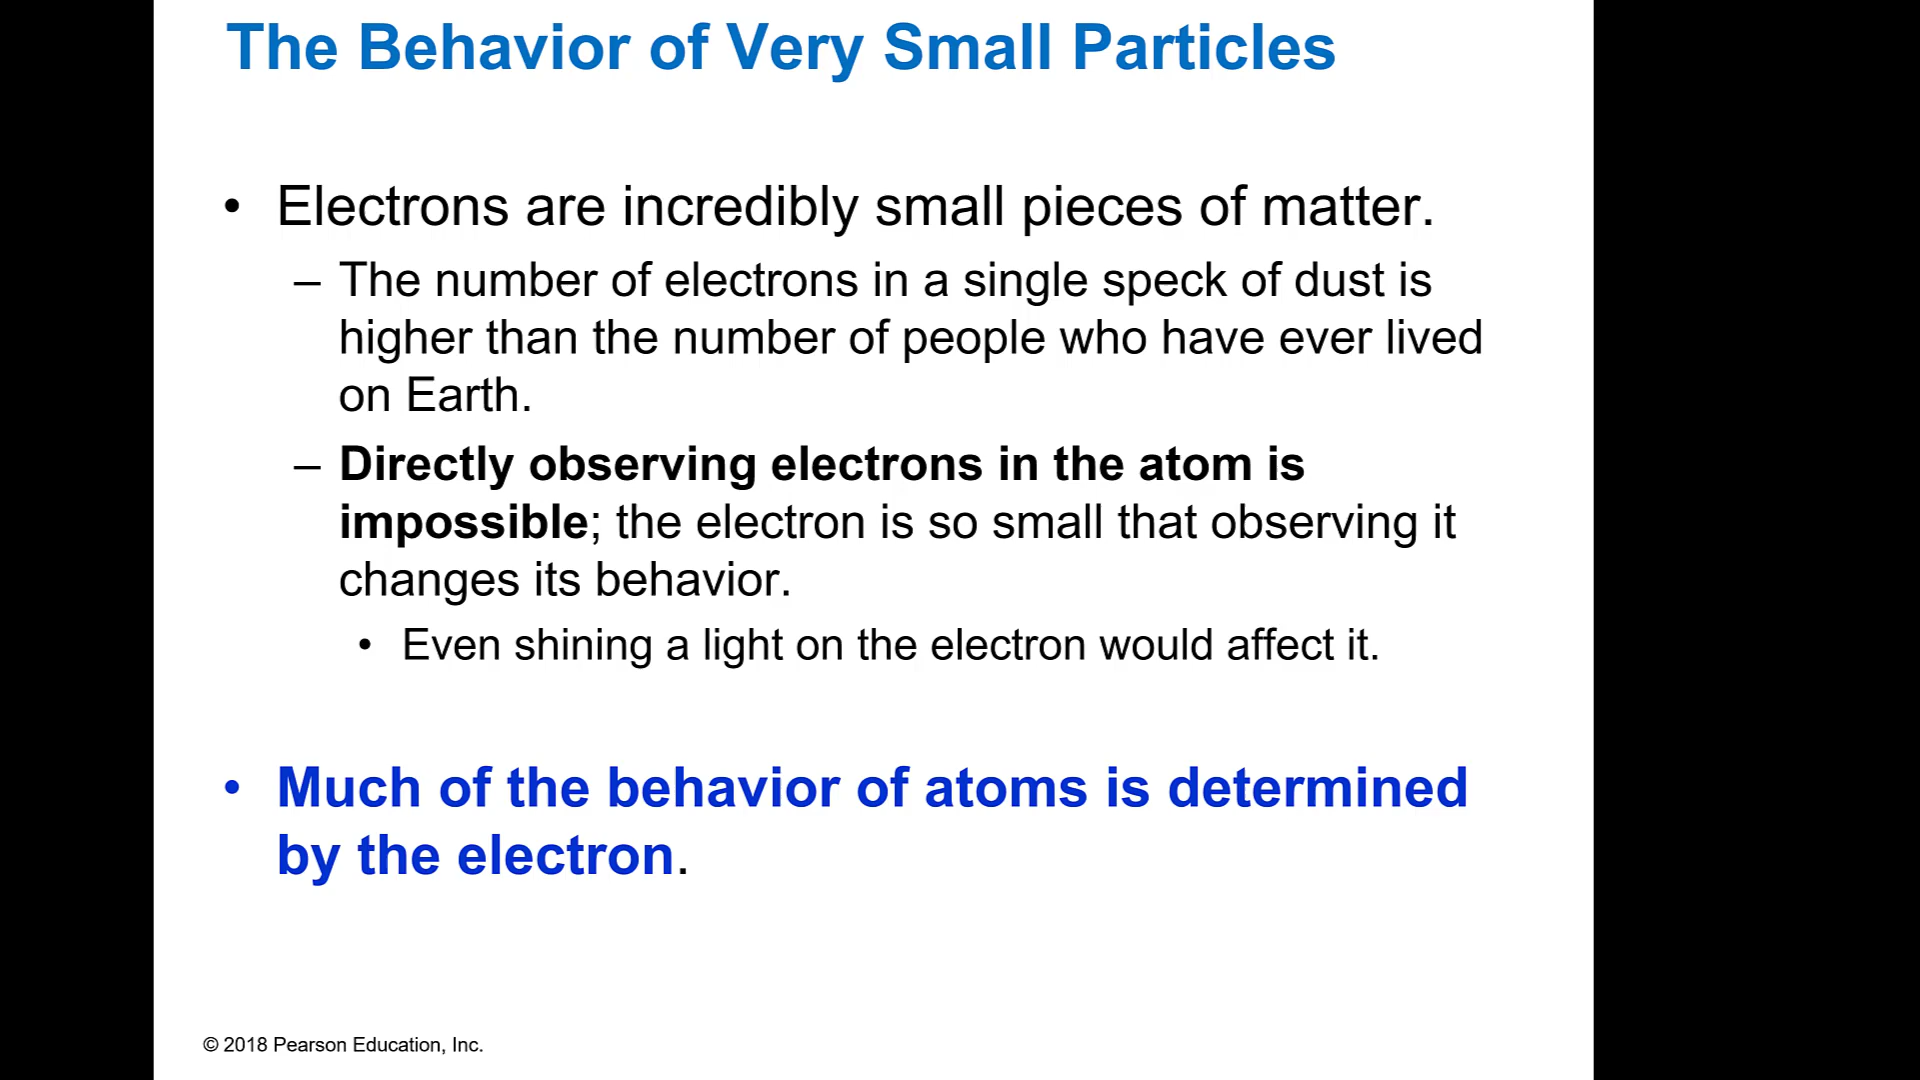 The Behavior of Very Small Particles
• Electrons are incredibly small pieces of matter.
– The number of electrons in a single speck of dust is
higher than the number of people who have ever lived
on Earth.
– Directly observing electrons in the atom is
impossible; the electron is so small that observing it
changes its behavior.
• Even shining a light on the electron would affect it.
• Much of the behavior of atoms is determined
by the electron.
© 2018 Pearson Education, Inc.